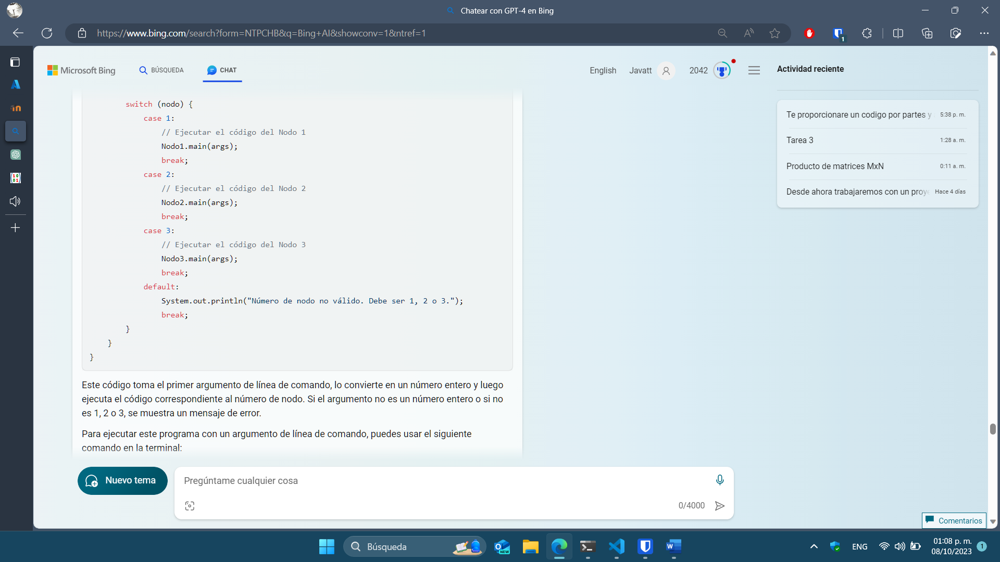 Chatear con GPT-4 en Bing
https://www.bing.com/search?form=NTPCHB&q=Bing+AI&showconv=1&ntref=1
1
Microsoft Bing
BÚSQUEDA
CHAT
English
Javatt
2042
switch (nodo) {
case 1:
// Ejecutar el código del Nodo 1
Nodo1.main(args);
break;
case 2:
// Ejecutar el código del Nodo 2
Nodo2.main(args);
break;
case 3:
// Ejecutar el código del Nodo 3
Nodo3.main(args);
break;
default:
System.out.println("Número de nodo no válido. Debe ser 1, 2 o 3.");
break;
}
}
}
Este código toma el primer argumento de línea de comando, lo convierte en un número entero y luego
ejecuta el código correspondiente al número de nodo. Si el argumento no es un número entero o si no
es 1, 2 o 3, se muestra un mensaje de error.
Para ejecutar este programa con un argumento de línea de comando, puedes usar el siguiente
comando en la terminal:
Nuevo tema
Pregúntame cualquier cosa
0/4000
Actividad reciente
Te proporcionare un codigo por partes y 5:38 p. m.
Tarea 3 1:28 a. m.
Producto de matrices MxN 0:11 a. m.
Desde ahora trabajaremos con un proye Hace 4 días
Comentarios
Búsqueda
NEW
ENG
01:08 p. m.
08/10/2023
1